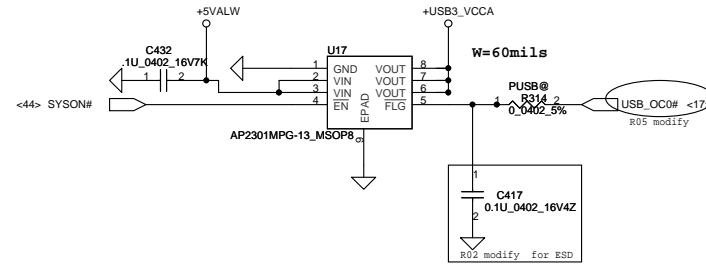 +5VALW
+USB3_VCCA
C432
.1U_0402_16V7K
1 2
U17
W=60mils
1 GND VOUT 8
2 VIN VOUT 7
3 VIN VOUT 6
4 EN FLG 5
EPAD
9
<44> SYSON#
AP2301MPG-13_MSOP8
PUSB@
R314
1 2
0_0402_5%
USB_OC0# <17
R05 modify
1
C417
0.1U_0402_16V4Z
2
R02 modify for ESD